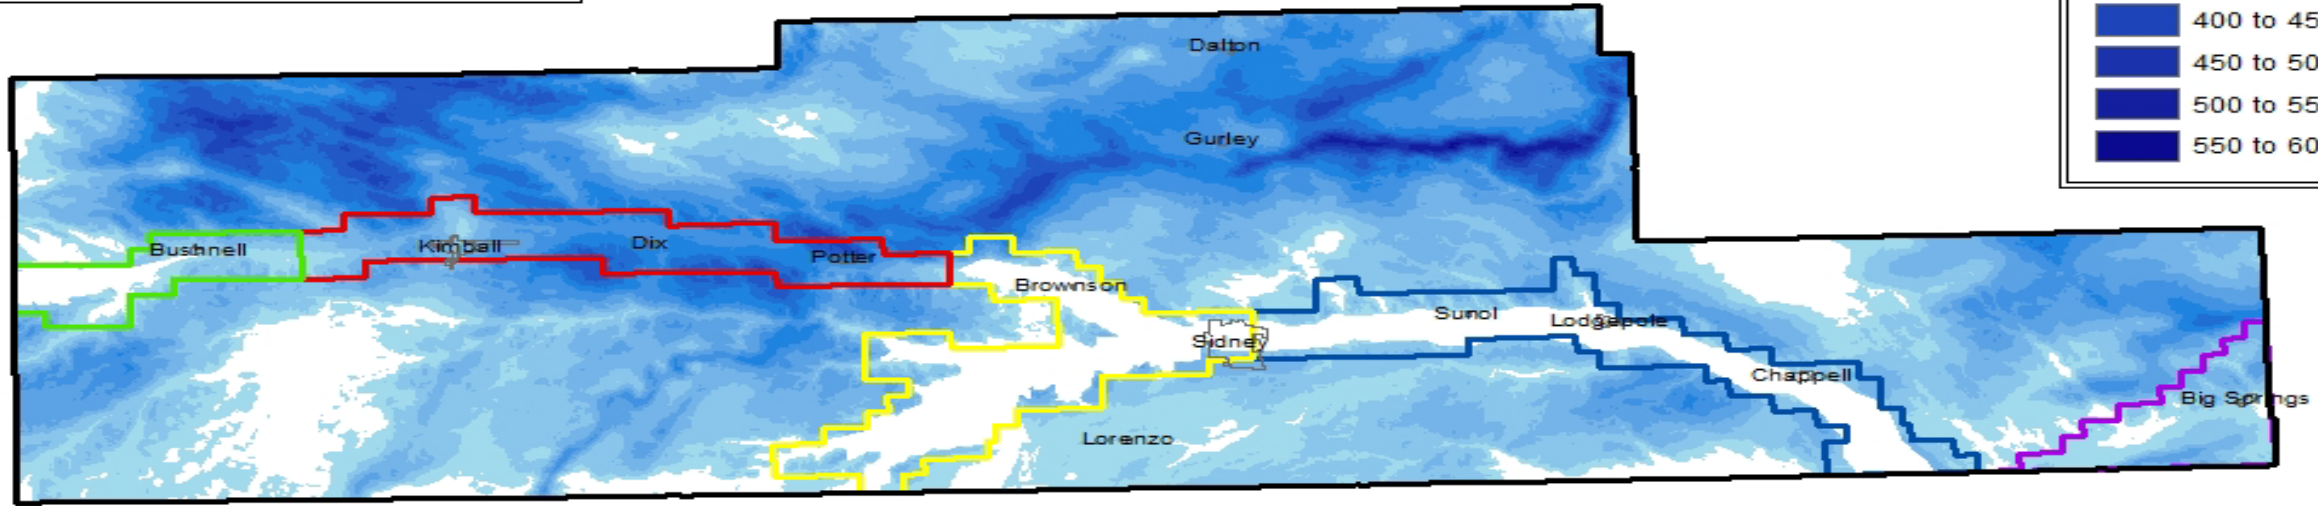 400 to 45
450 to 50
500 to 55
550 to 60
Dalton
Gurley
Bushnell
Kimball
Dix
Potter
Brownson
Sidney
Sunol
Lodgepole
Chappell
Big Springs
Lorenzo